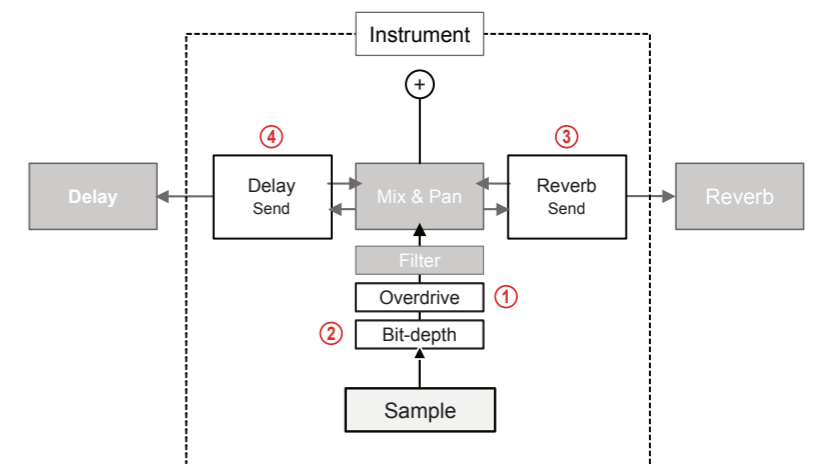 Instrument
+
④
③
Delay
Delay
Send
Mix & Pan
Reverb
Send
Reverb
Filter
Overdrive
①
②
Bit-depth
Sample